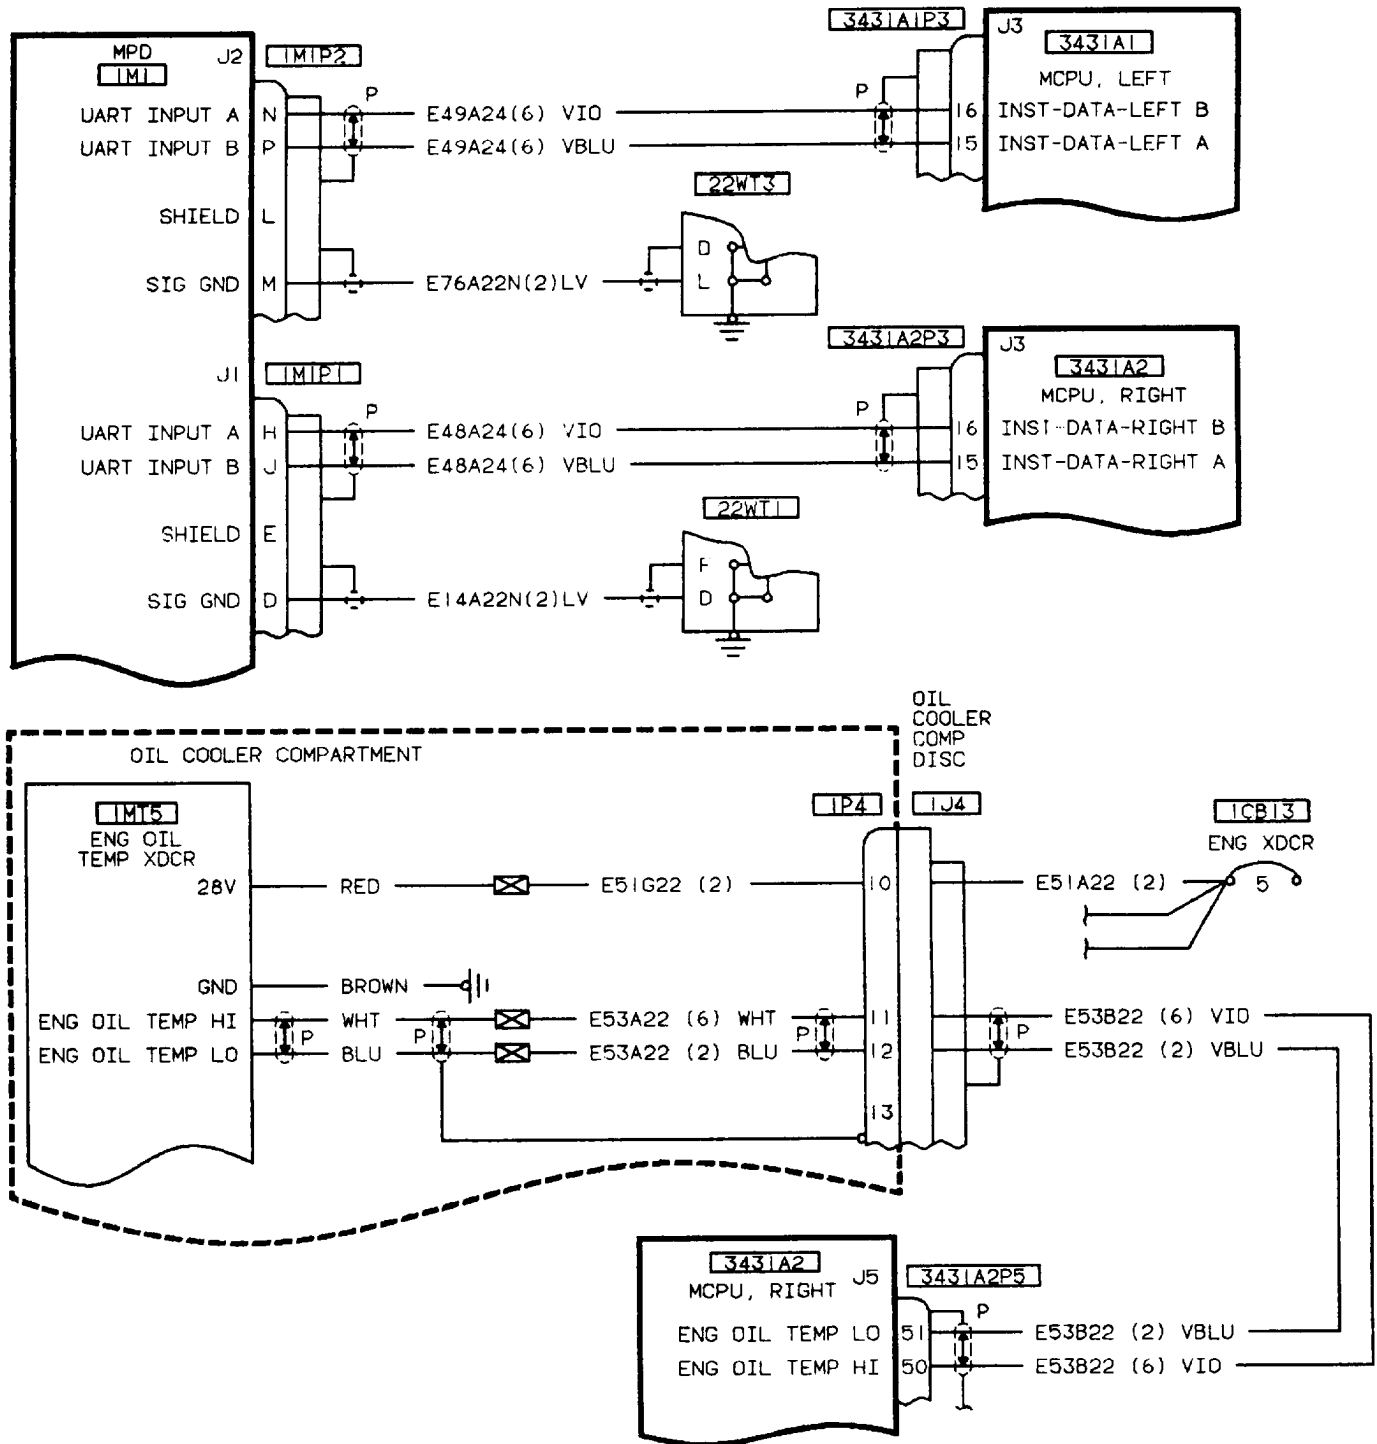 3431A1P3
J3
3431A1
MCPU, LEFT
MPD
1M1
J2
1M1P2
P
P
UART INPUT A N E49A24(6) VIO 16 INST-DATA-LEFT B
UART INPUT B P E49A24(6) VBLU 15 INST-DATA-LEFT A
22WT3
SHIELD L
D
SIG GND M E76A22N(2)LV L
3431A2P3
J3
3431A2
MCPU, RIGHT
J1
1M1P1
P
P
UART INPUT A H E48A24(6) VIO 16 INST-DATA-RIGHT B
UART INPUT B J E48A24(6) VBLU 15 INST-DATA-RIGHT A
22WT1
SHIELD E
F
SIG GND D E14A22N(2)LV D
OIL
COOLER
COMP
DISC
OIL COOLER COMPARTMENT
1P4
1J4
1CB13
ENG XDCR
1MT5
ENG OIL
TEMP XDCR
28V RED E51G22 (2) 10 E51A22 (2) 5
GND BROWN
ENG OIL TEMP HI WHT E53A22 (6) WHT 11 E53B22 (6) VIO
P P P P
ENG OIL TEMP LO BLU E53A22 (2) BLU 12 E53B22 (2) VBLU
13
3431A2
MCPU, RIGHT
J5
3431A2P5
P
ENG OIL TEMP LO 51 E53B22 (2) VBLU
ENG OIL TEMP HI 50 E53B22 (6) VIO